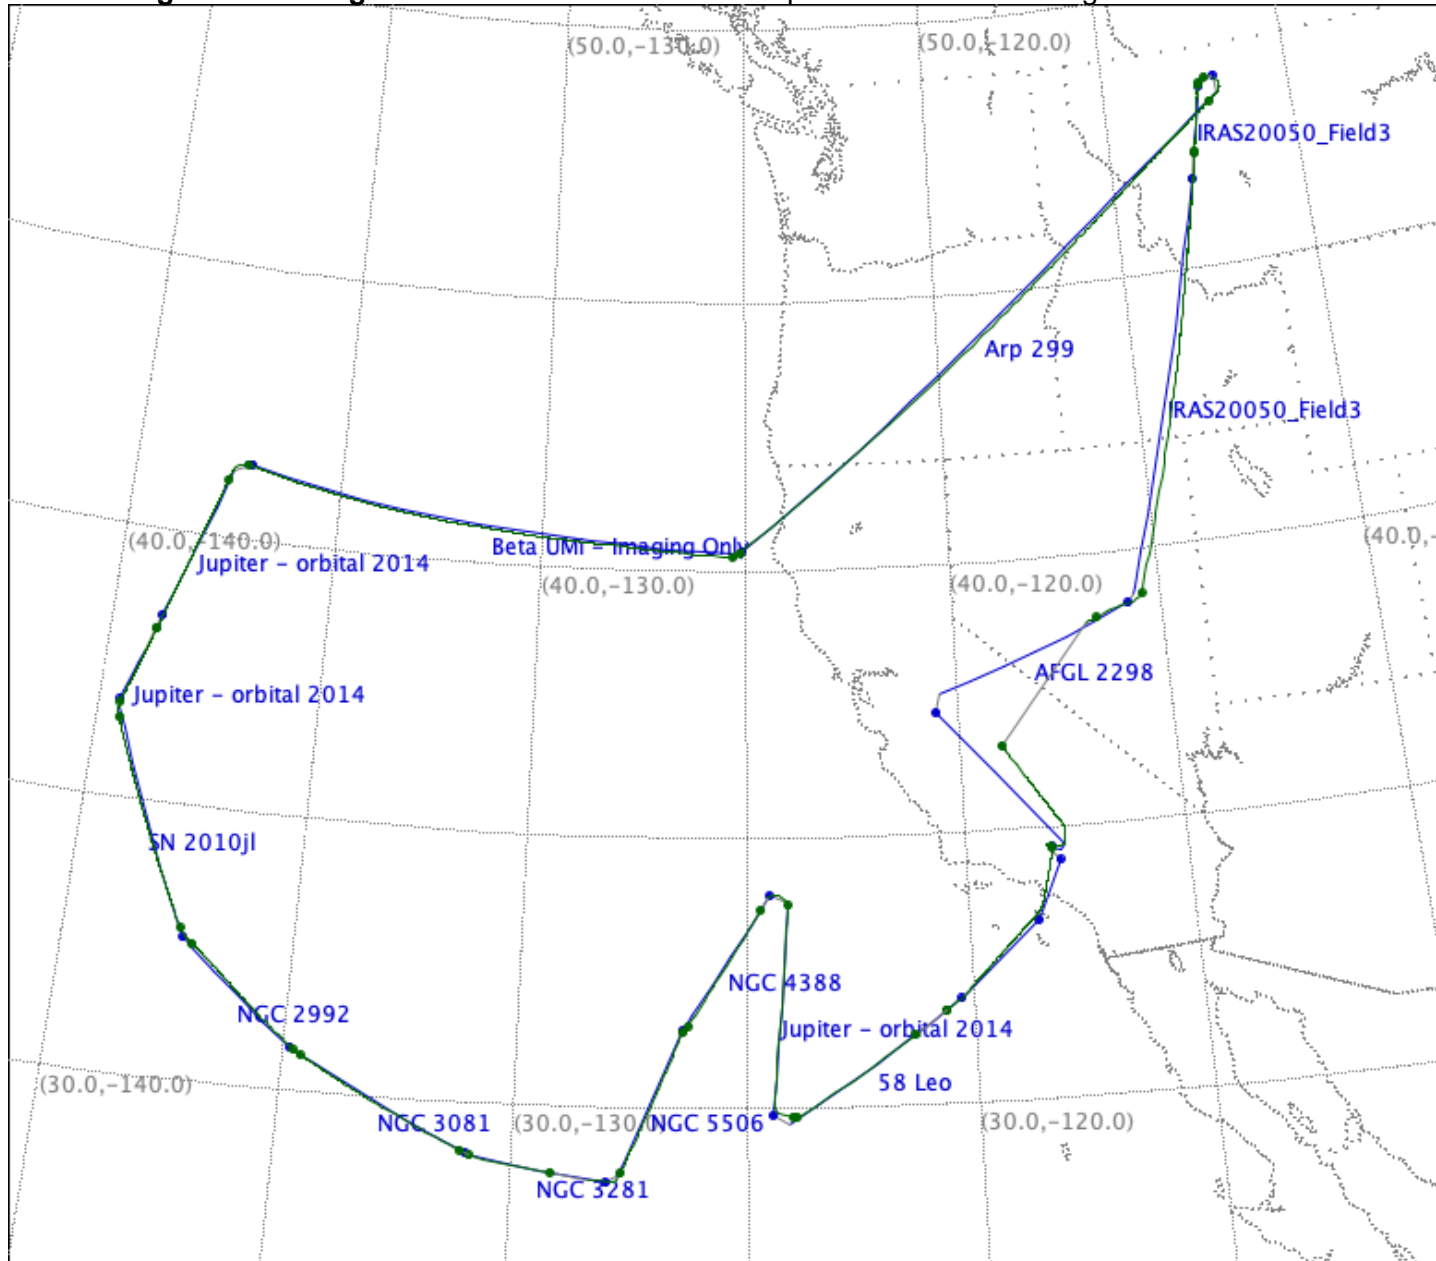 (50.0,-130.0)
(50.0,-120.0)
IRAS20050_Field3
Arp 299
IRAS20050_Field3
(40.0,-140.0)
Beta UMi – Imaging Only
(40.0,-
Jupiter – orbital 2014
(40.0,-130.0)
(40.0,-120.0)
AFGL 2298
Jupiter – orbital 2014
SN 2010jl
NGC 4388
NGC 2992
Jupiter – orbital 2014
(30.0,-140.0)
58 Leo
NGC 3081
(30.0,-130.0)
NGC 5506
(30.0,-120.0)
NGC 3281